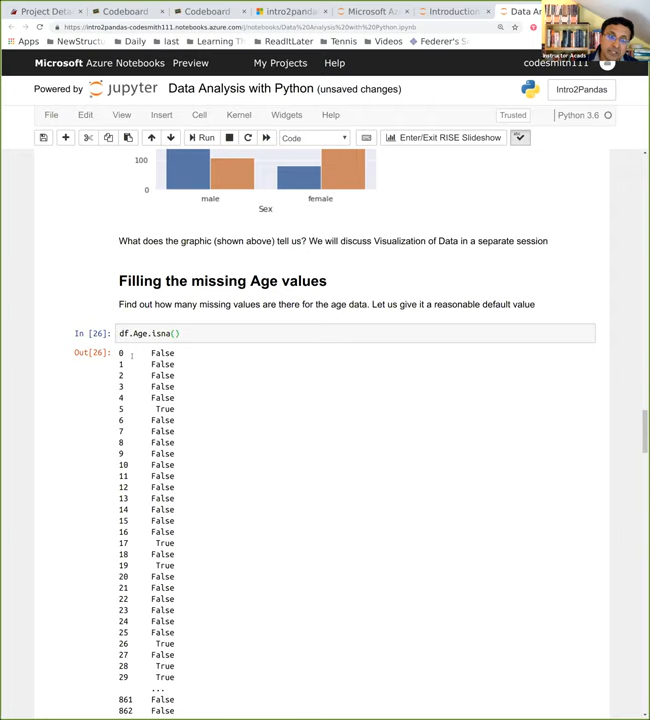 Project Deta
Codeboard
Codeboard
intro2pandas
Microsoft Az
Introduction
Data An
https://intro2pandas-codesmith111.notebooks.azure.com/j/notebooks/Data%20Analysis%20with%20Python.ipynb
Apps
NewStructu
Daily
last
Learning Th
ReadItLater
Tennis
Videos
Federer's S
Instructor Acads
Microsoft Azure Notebooks
Preview
My Projects
Help
codesmith111
Powered by
jupyter
Data Analysis with Python (unsaved changes)
Intro2Pandas
File
Edit
View
Insert
Cell
Kernel
Widgets
Help
Trusted
Python 3.6
Run
Code
Enter/Exit RISE Slideshow
100
0
male
female
Sex
What does the graphic (shown above) tell us? We will discuss Visualization of Data in a separate session
Filling the missing Age values
Find out how many missing values are there for the age data. Let us give it a reasonable default value
In [26]: df.Age.isna()
Out[26]: 0 False
1 False
2 False
3 False
4 False
5 True
6 False
7 False
8 False
9 False
10 False
11 False
12 False
13 False
14 False
15 False
16 False
17 True
18 False
19 True
20 False
21 False
22 False
23 False
24 False
25 False
26 True
27 False
28 True
29 True
...
861 False
862 False